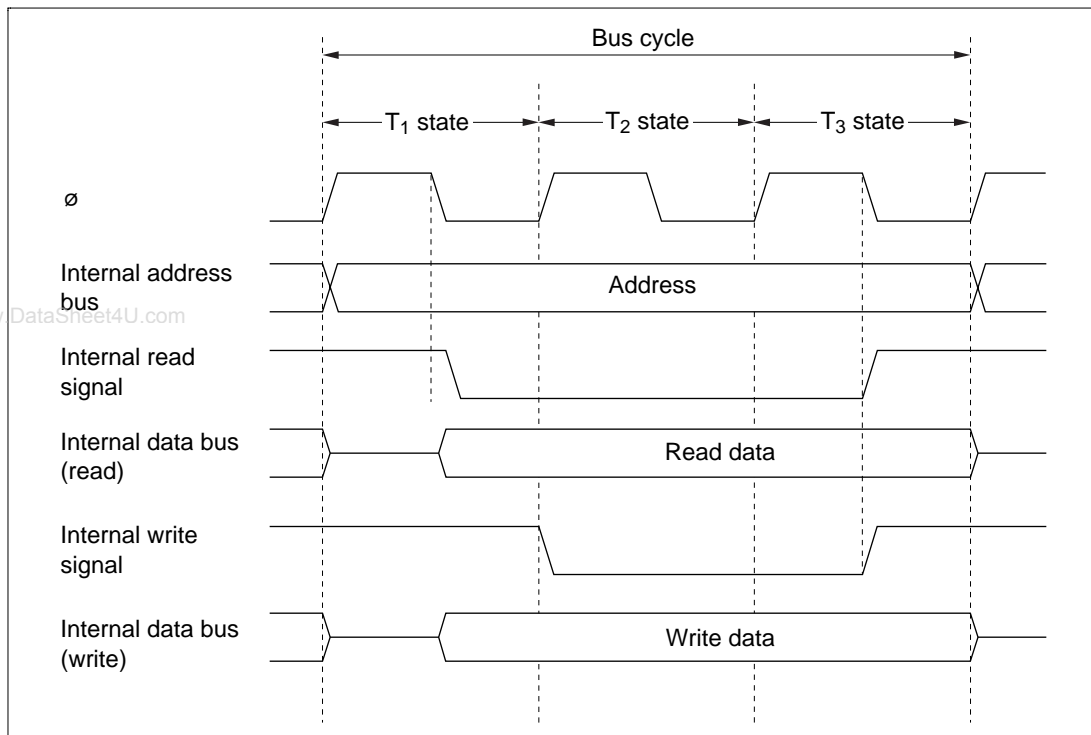 Bus cycle
T1 state
T2 state
T3 state
ø
Internal address
bus
Address
.DataSheet4U.com
Internal read
signal
Internal data bus
(read)
Read data
Internal write
signal
Internal data bus
(write)
Write data